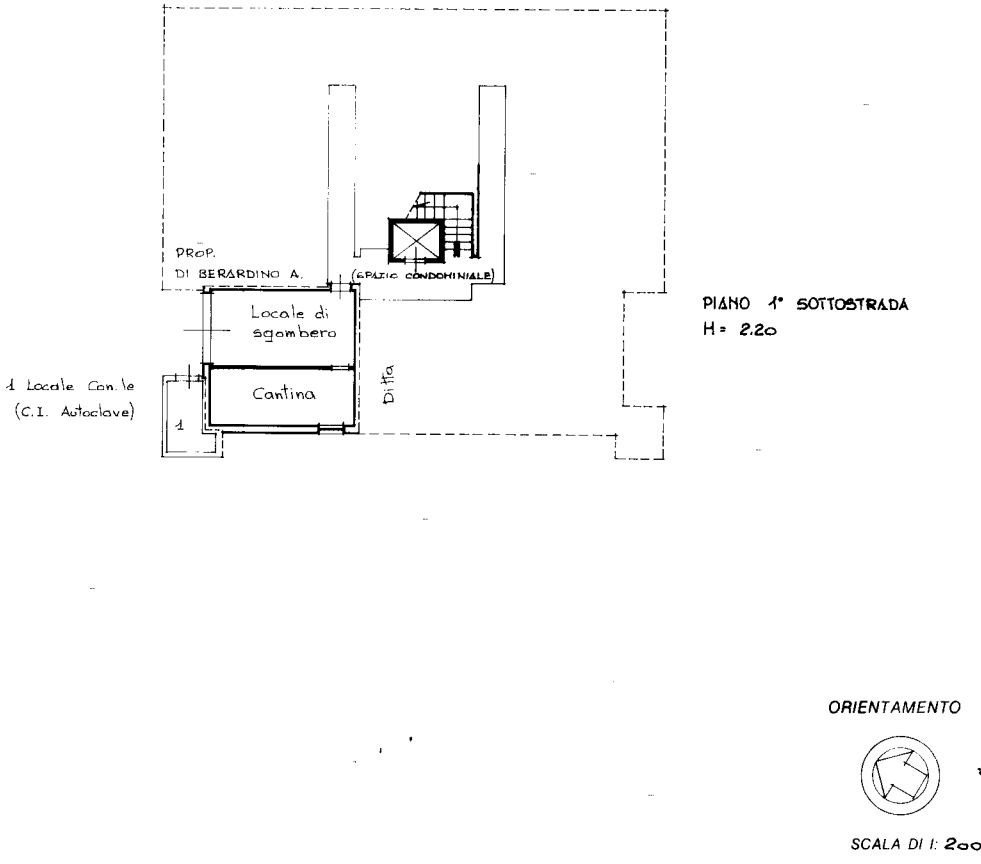 PROP.
DI BERARDINO A.
(SPAZIO CONDOMINIALE)
Locale di
sgombero
Cantina
Ditta
1 Locale Con.le
(C.I. Autoclave)
1
PIANO 1° SOTTOSTRADA
H = 2.20
ORIENTAMENTO
SCALA DI I: 200